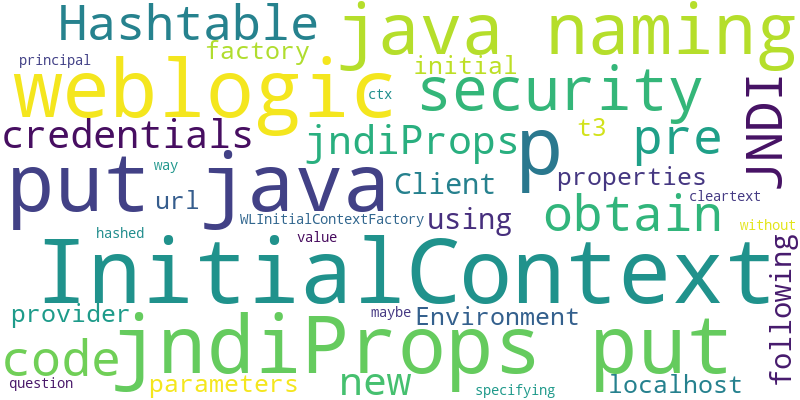 Hashtable
java naming
principal
factory
initial
weblogic
ctx
security
JNDI
credentials
jndiProps
p
t3
pre
put
java
way
url
Client
properties
cleartext
WLInitialContextFactory
using
obtain
without
hashed
value
InitialContext
following
provider
maybe
Environment
jndiProps put
code
question
parameters
new
specifying
localhost